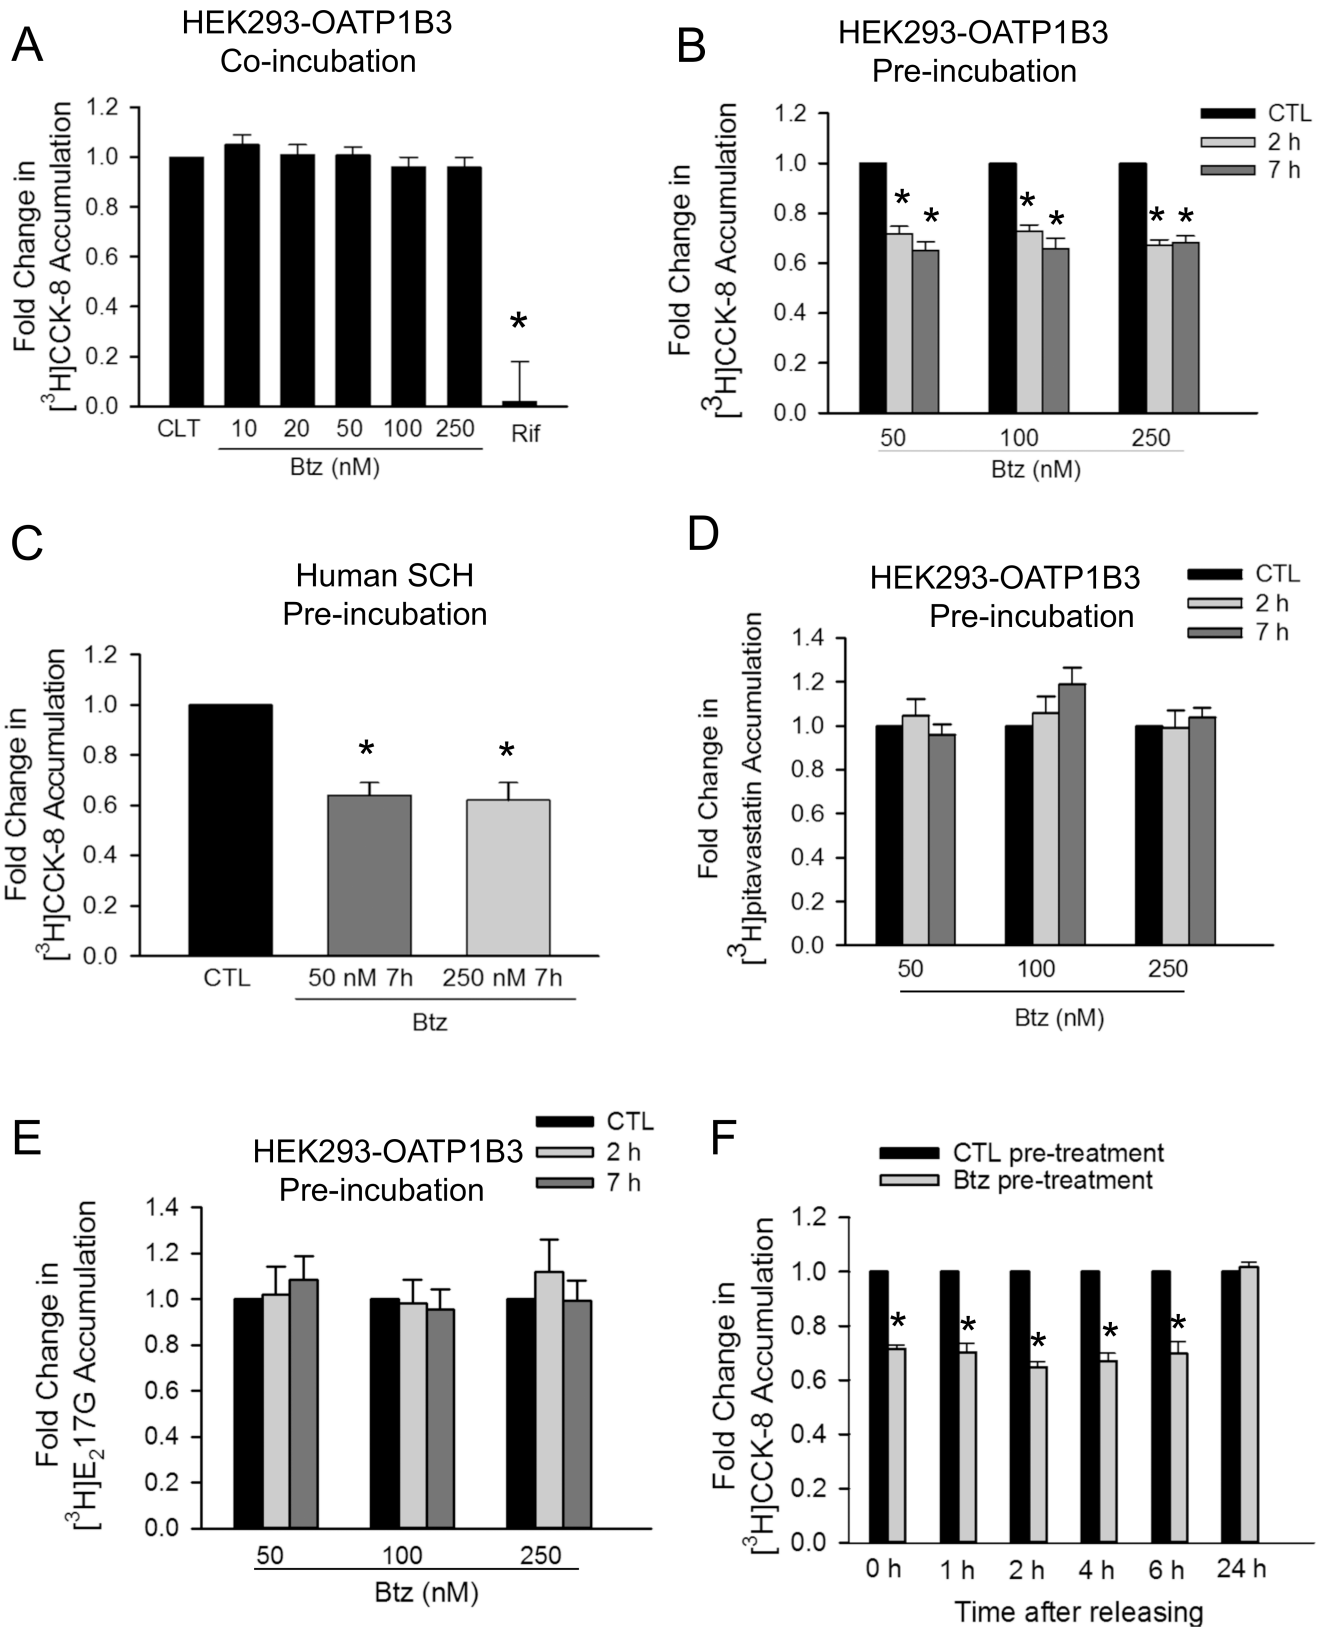 A
HEK293-OATP1B3
Co-incubation
Fold Change in
[³H]CCK-8 Accumulation
1.2
1.0
0.8
0.6
0.4
0.2
0.0
*
CLT 10 20 50 100 250 Rif
Btz (nM)
B
HEK293-OATP1B3
Pre-incubation
CTL
2 h
7 h
Fold Change in
[³H]CCK-8 Accumulation
1.2
1.0
0.8
0.6
0.4
0.2
0.0
* * * * * *
50 100 250
Btz (nM)
C
Human SCH
Pre-incubation
Fold Change in
[³H]CCK-8 Accumulation
1.2
1.0
0.8
0.6
0.4
0.2
0.0
* *
CTL 50 nM 7h 250 nM 7h
Btz
D
HEK293-OATP1B3
Pre-incubation
CTL
2 h
7 h
Fold Change in
[³H]pitavastatin Accumulation
1.4
1.2
1.0
0.8
0.6
0.4
0.2
0.0
50 100 250
Btz (nM)
E
HEK293-OATP1B3
Pre-incubation
CTL
2 h
7 h
Fold Change in
[³H]E₂17G Accumulation
1.4
1.2
1.0
0.8
0.6
0.4
0.2
0.0
50 100 250
Btz (nM)
F
CTL pre-treatment
Btz pre-treatment
Fold Change in
[³H]CCK-8 Accumulation
1.2
1.0
0.8
0.6
0.4
0.2
0.0
* * * * *
0 h 1 h 2 h 4 h 6 h 24 h
Time after releasing